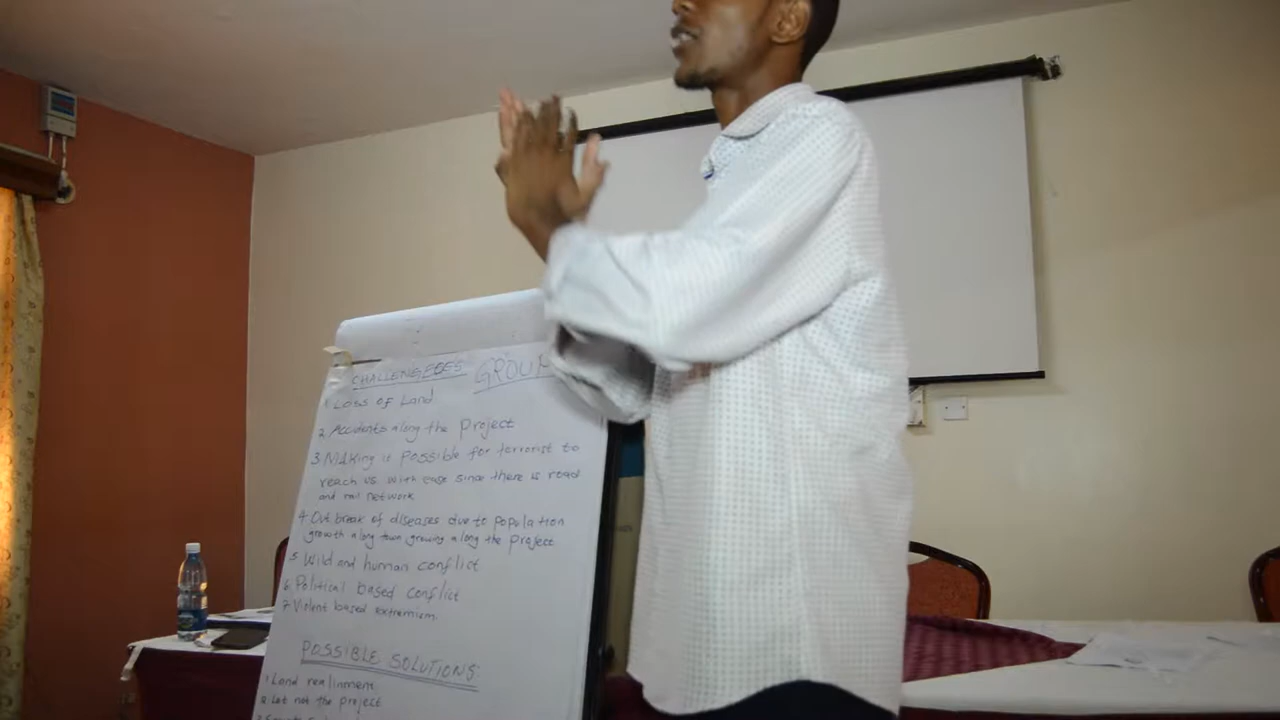 CHALLENGEES GROUP
1 Loss of Land
2. Accidents along the project
3 Making it possible for terrorist to
reach us with ease since there is road
and rail network
4. Out break of diseases due to population
growth along town growing along the project
5 Wild and human conflict
6. Political based conflict
7. Violent based extremism.
POSSIBLE SOLUTIONS
1 Land realinment
2. Let not the project